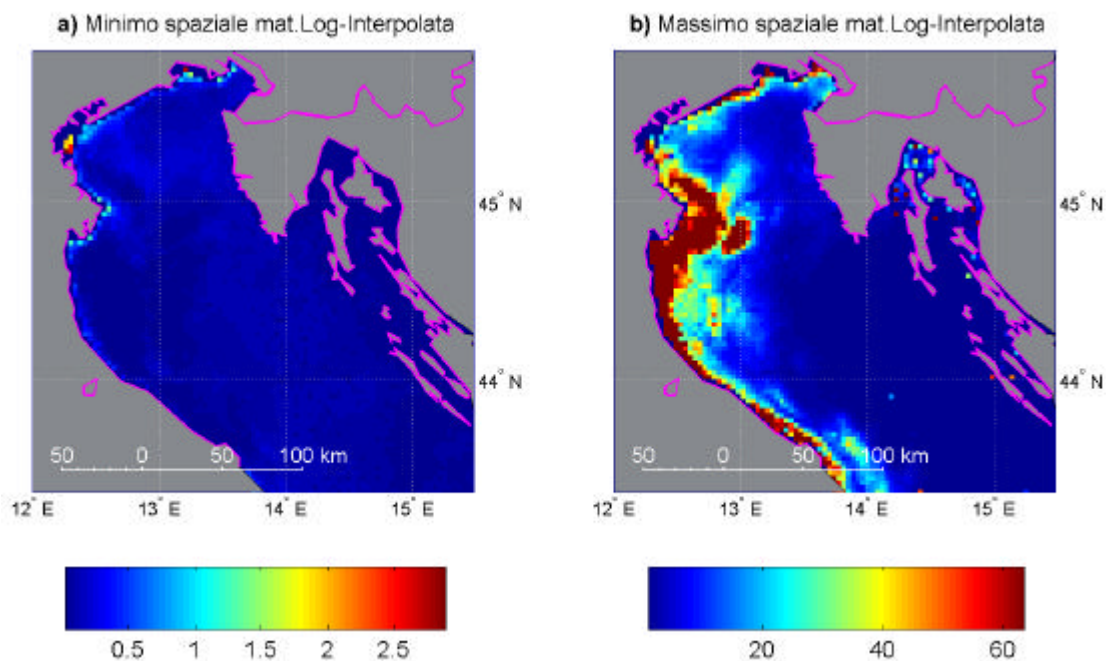 a) Minimo spaziale mat.Log-Interpolata
b) Massimo spaziale mat.Log-Interpolata
45° N
44° N
50 0 50 100 km
12° E 13° E 14° E 15° E
0.5 1 1.5 2 2.5
45° N
44° N
50 0 50 100 km
12° E 13° E 14° E 15° E
20 40 60